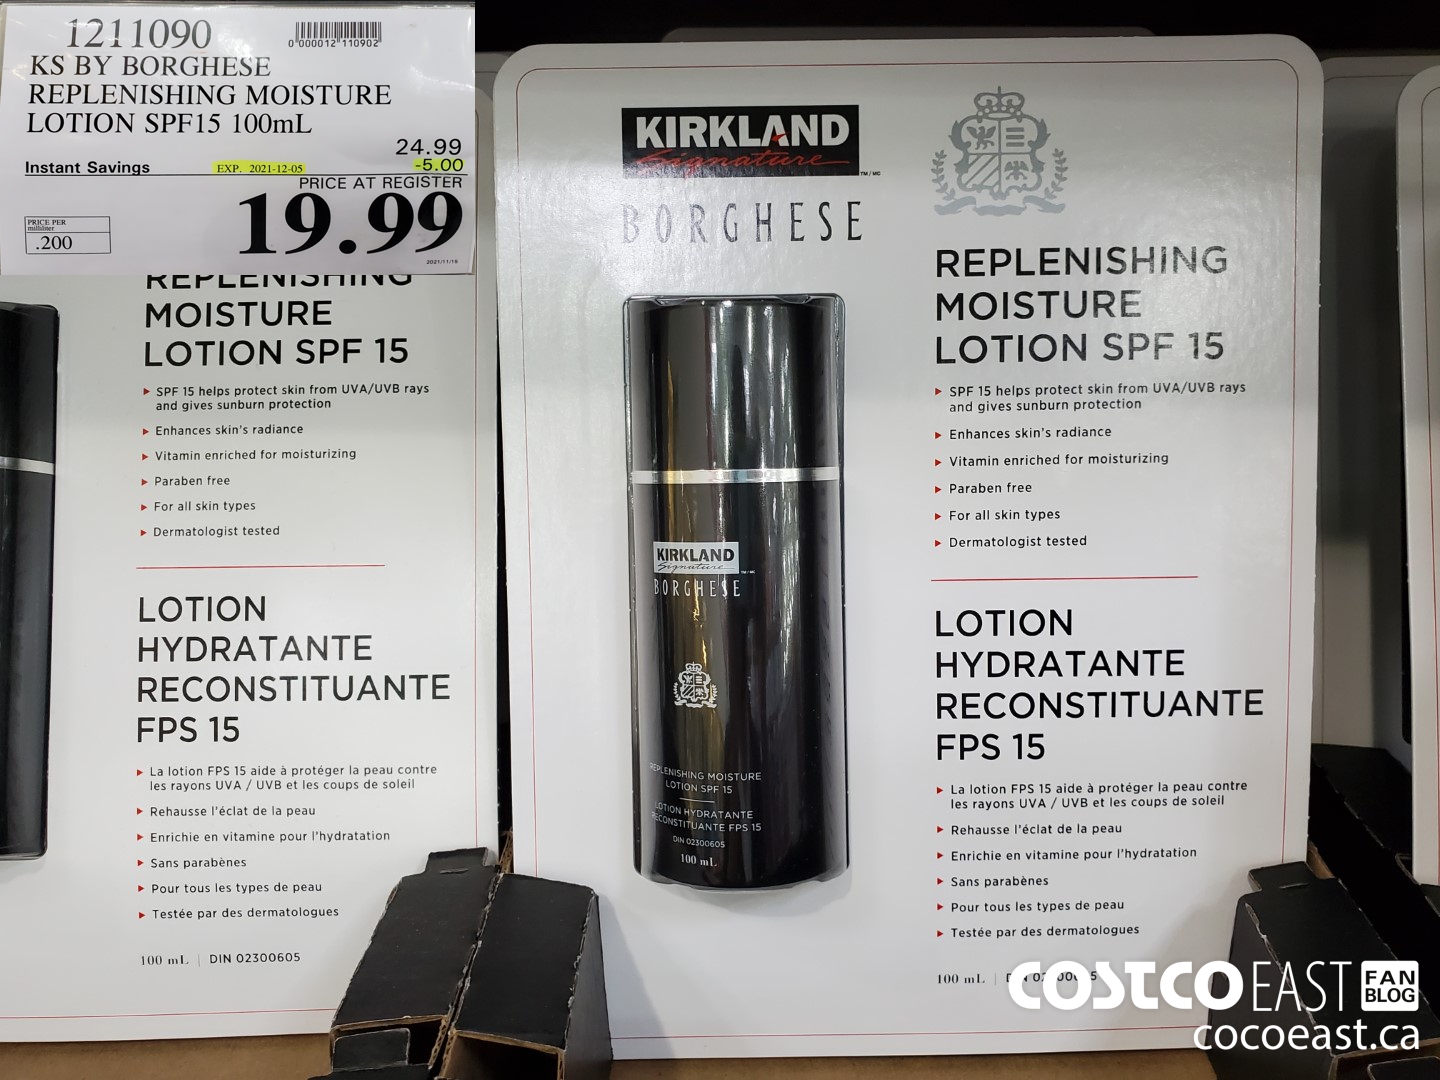 1211090
0 000012 110902
KS BY BORGHESE
REPLENISHING MOISTURE
LOTION SPF15 100mL
24.99
Instant Savings EXP. 2021-12-05 -5.00
PRICE AT REGISTER
19.99
PRICE PER
milliliter
.200
2021/11/15
REPLENISHING
MOISTURE
LOTION SPF 15
SPF 15 helps protect skin from UVA/UVB rays
and gives sunburn protection
Enhances skin's radiance
Vitamin enriched for moisturizing
Paraben free
For all skin types
Dermatologist tested
LOTION
HYDRATANTE
RECONSTITUANTE
FPS 15
La lotion FPS 15 aide à protéger la peau contre
les rayons UVA / UVB et les coups de soleil
Rehausse l'éclat de la peau
Enrichie en vitamine pour l'hydratation
Sans parabènes
Pour tous les types de peau
Testée par des dermatologues
100 mL | DIN 02300605
KIRKLAND
Signature TM/MC
BORGHESE
KIRKLAND
Signature TM/MC
BORGHESE
REPLENISHING MOISTURE
LOTION SPF 15
LOTION HYDRATANTE
RECONSTITUANTE FPS 15
DIN 02300605
100 mL
REPLENISHING
MOISTURE
LOTION SPF 15
SPF 15 helps protect skin from UVA/UVB rays
and gives sunburn protection
Enhances skin's radiance
Vitamin enriched for moisturizing
Paraben free
For all skin types
Dermatologist tested
LOTION
HYDRATANTE
RECONSTITUANTE
FPS 15
La lotion FPS 15 aide à protéger la peau contre
les rayons UVA / UVB et les coups de soleil
Rehausse l'éclat de la peau
Enrichie en vitamine pour l'hydratation
Sans parabènes
Pour tous les types de peau
Testée par des dermatologues
100 mL |
COSTCO EAST FAN BLOG
cocoeast.ca